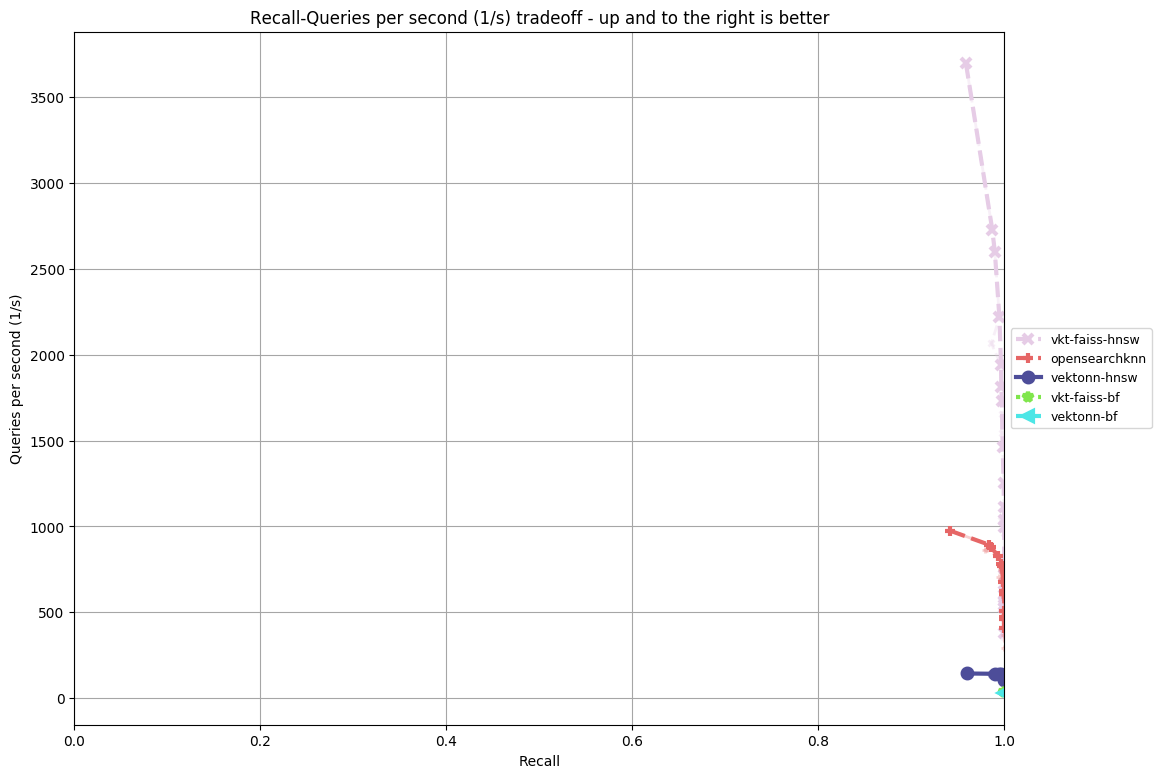 Recall-Queries per second (1/s) tradeoff - up and to the right is better
Queries per second (1/s)
3500
3000
2500
2000
1500
1000
500
0
0.0
0.2
0.4
0.6
0.8
1.0
Recall
vkt-faiss-hnsw
opensearchknn
vektonn-hnsw
vkt-faiss-bf
vektonn-bf